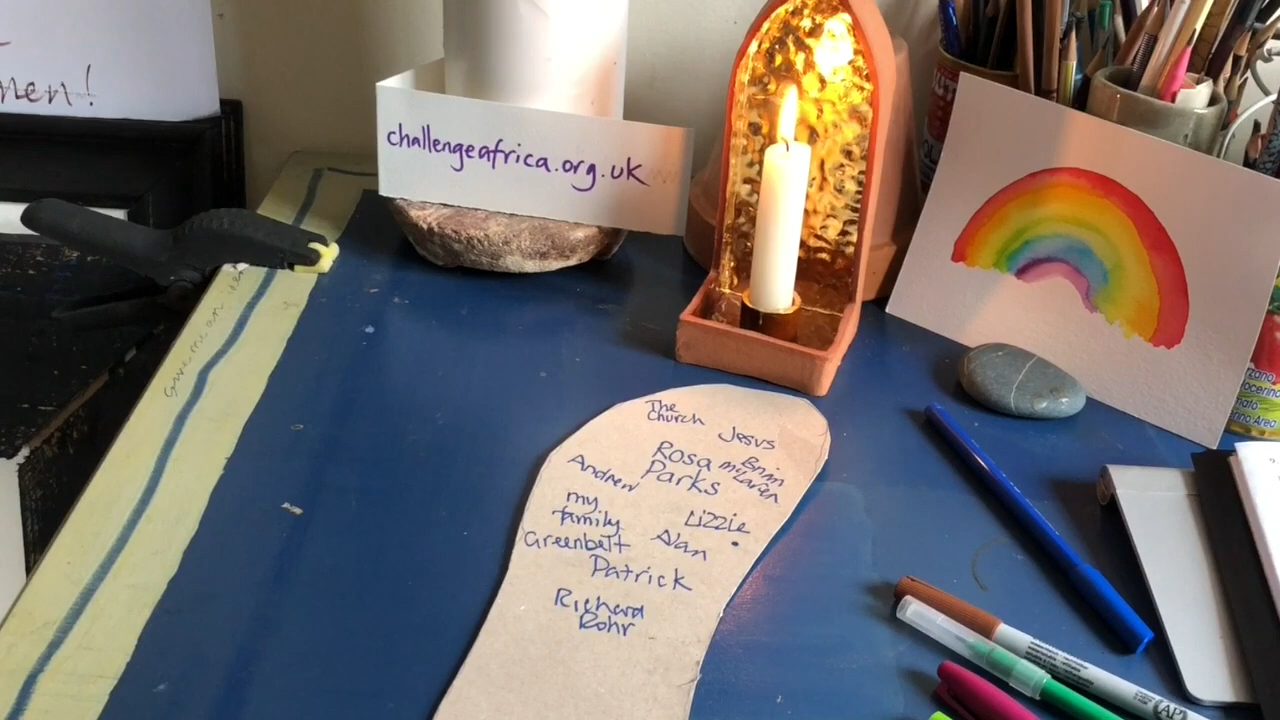 men!
challengeafrica.org.uk
The
Church
Jesus
Rosa
Parks
Brian
McLaren
Andrew
my
family
Lizzie
Greenbelt
Alan
Patrick
Richard
Rohr